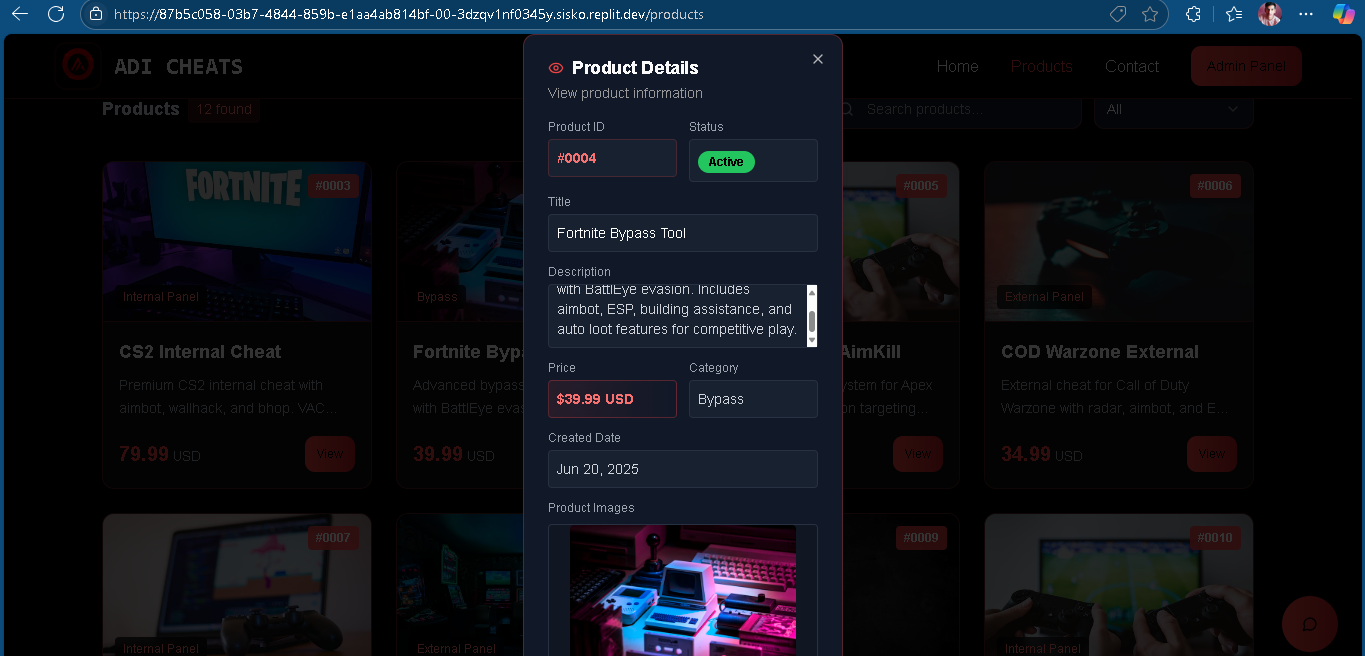 https://87b5c058-03b7-4844-859b-e1aa4ab814bf-00-3dzqv1nf0345y.sisko.replit.dev/products
ADI CHEATS
Home
Products
Contact
Admin Panel
Products
12 found
Search products...
All
Product Details
View product information
Product ID
Status
#0004
Active
Title
Fortnite Bypass Tool
Description
with BattlEye evasion. Includes
aimbot, ESP, building assistance, and
auto loot features for competitive play.
Price
Category
$39.99 USD
Bypass
Created Date
Jun 20, 2025
Product Images
FORTNITE
#0003
Internal Panel
CS2 Internal Cheat
Premium CS2 internal cheat with
aimbot, wallhack, and bhop. VAC...
79.99 USD
View
Bypass
Fortnite Bypa
Advanced bypass
with BattlEye evas
39.99 USD
#0005
AimKill
stem for Apex
on targeting...
View
#0006
External Panel
COD Warzone External
External cheat for Call of Duty
Warzone with radar, aimbot, and E...
34.99 USD
View
#0007
Internal Panel
External Panel
#0009
#0010
Internal Panel